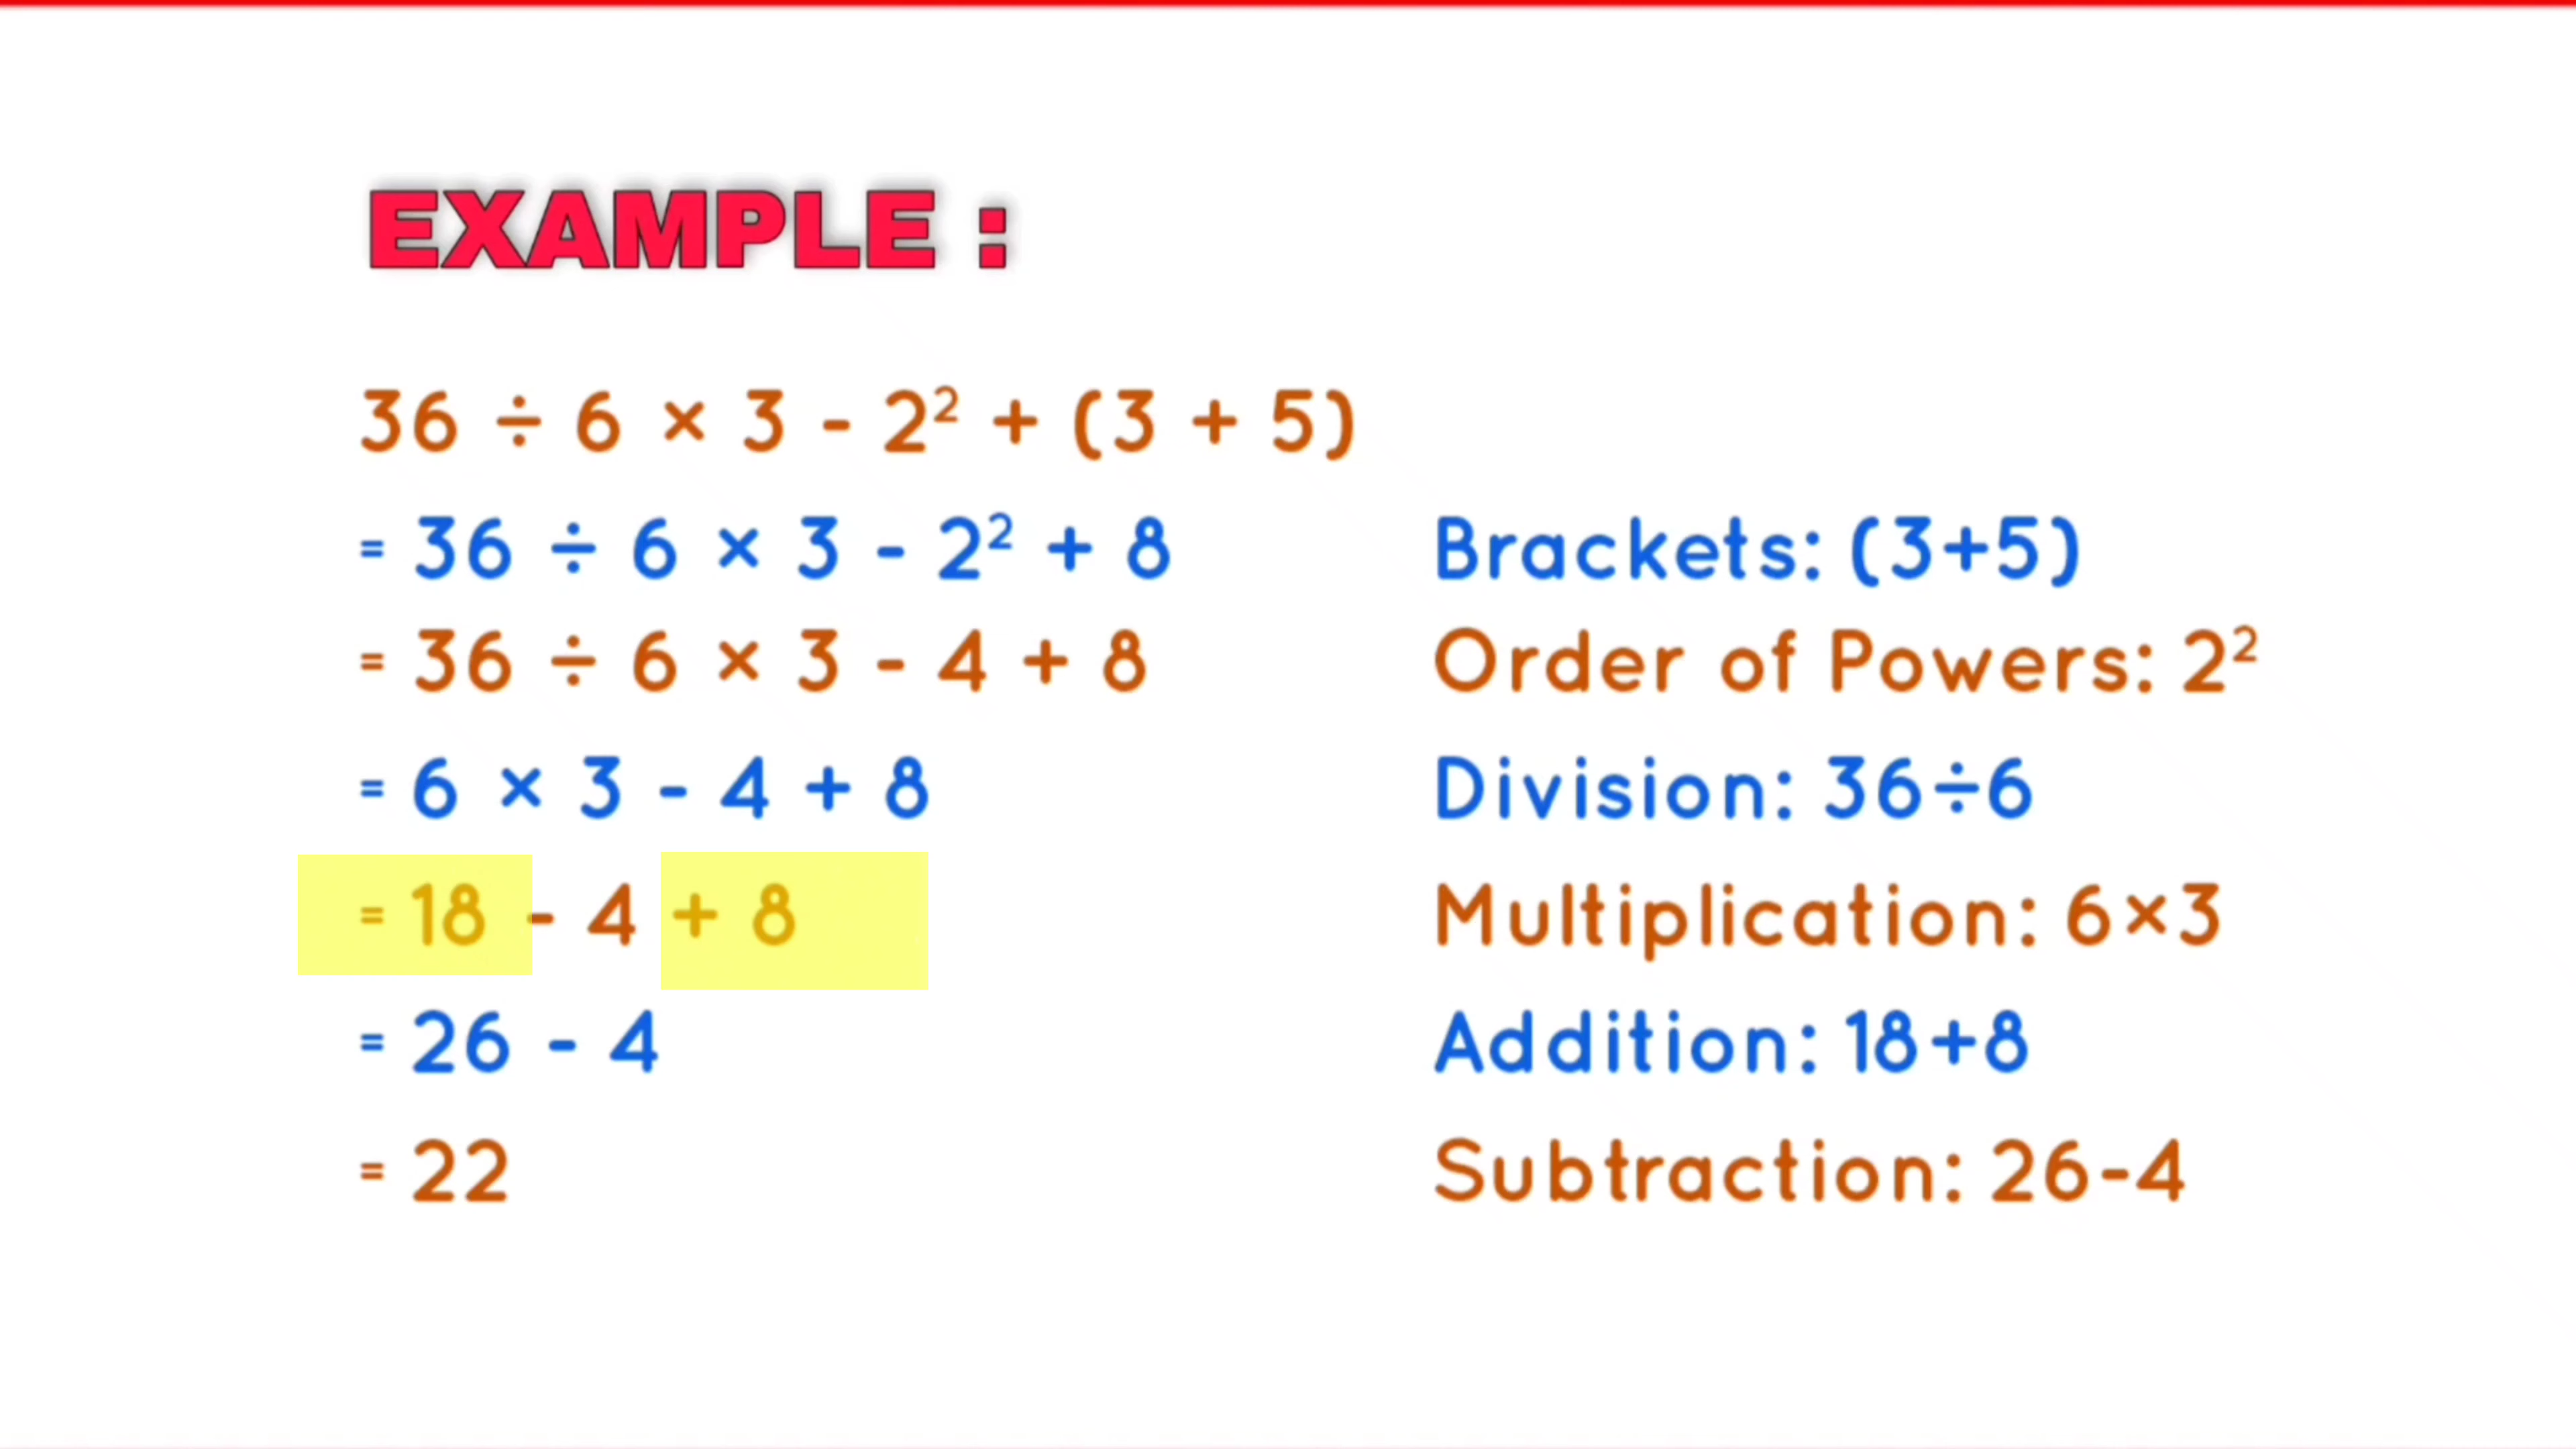 EXAMPLE :
36 ÷ 6 × 3 - 2² + (3 + 5)
= 36 ÷ 6 × 3 - 2² + 8 Brackets: (3+5)
= 36 ÷ 6 × 3 - 4 + 8 Order of Powers: 2²
= 6 × 3 - 4 + 8 Division: 36÷6
= 18 - 4 + 8 Multiplication: 6×3
= 26 - 4 Addition: 18+8
= 22 Subtraction: 26-4